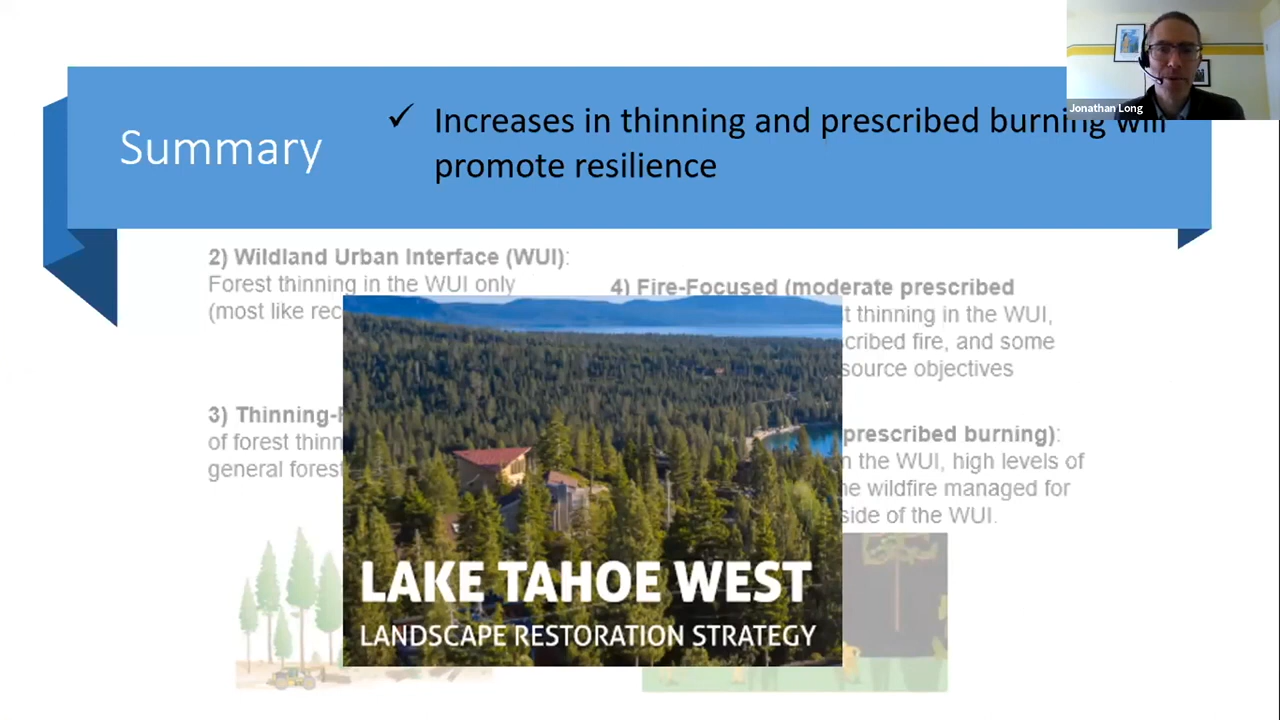 Jonathan Long
Summary
✓ Increases in thinning and prescribed burning will
promote resilience
2) Wildland Urban Interface (WUI):
Forest thinning in the WUI only
(most like rec
3) Thinning-F
of forest thinn
general forest
4) Fire-Focused (moderate prescribed
t thinning in the WUI,
scribed fire, and some
source objectives
prescribed burning):
n the WUI, high levels of
ne wildfire managed for
side of the WUI.
LAKE TAHOE WEST
LANDSCAPE RESTORATION STRATEGY